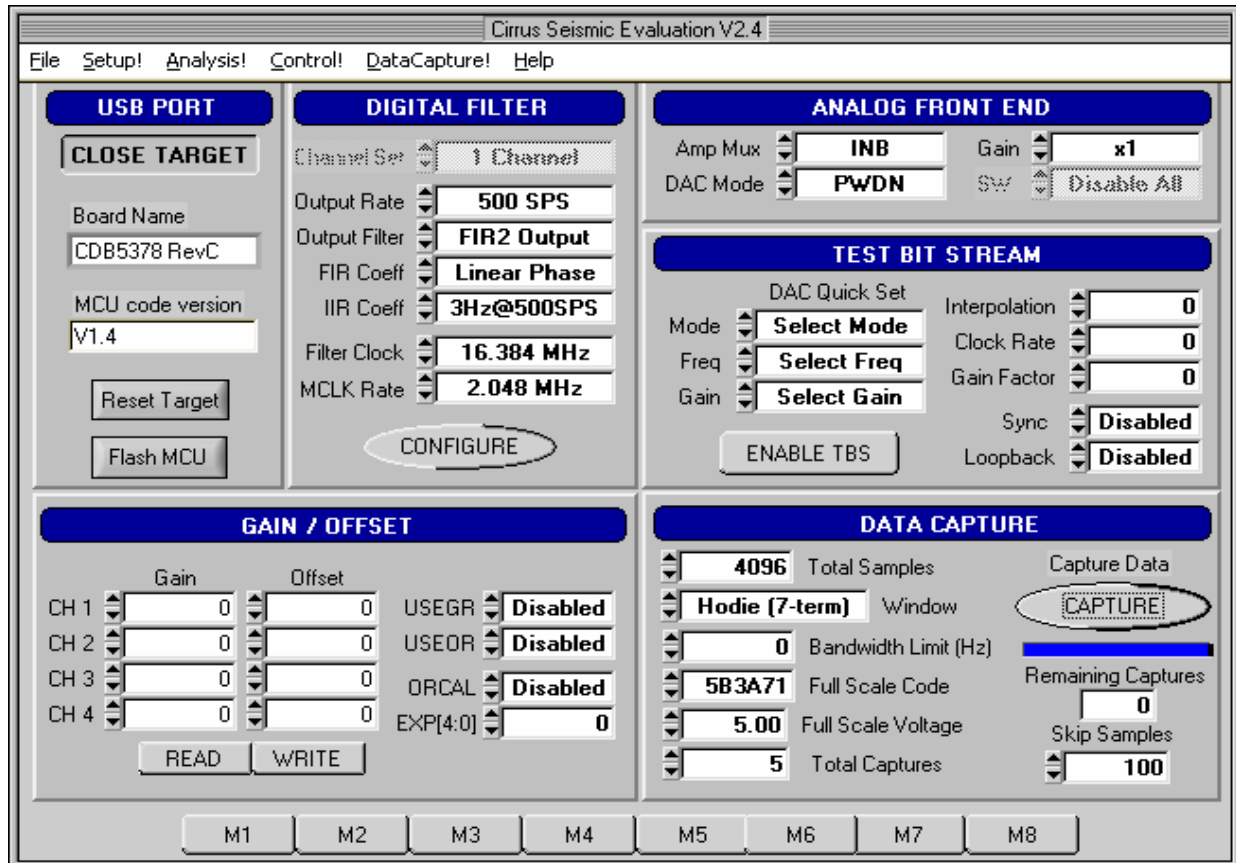 Cirrus Seismic Evaluation V2.4
File Setup! Analysis! Control! DataCapture! Help
USB PORT
CLOSE TARGET
Board Name
CDB5378 RevC
MCU code version
V1.4
Reset Target
Flash MCU
DIGITAL FILTER
Channel Set 1 Channel
Output Rate 500 SPS
Output Filter FIR2 Output
FIR Coeff Linear Phase
IIR Coeff 3Hz@500SPS
Filter Clock 16.384 MHz
MCLK Rate 2.048 MHz
CONFIGURE
ANALOG FRONT END
Amp Mux INB Gain x1
DAC Mode PWDN SW Disable All
TEST BIT STREAM
DAC Quick Set
Mode Select Mode
Freq Select Freq
Gain Select Gain
ENABLE TBS
Interpolation 0
Clock Rate 0
Gain Factor 0
Sync Disabled
Loopback Disabled
GAIN / OFFSET
Gain Offset
CH 1 0 0
CH 2 0 0
CH 3 0 0
CH 4 0 0
READ WRITE
USEGR Disabled
USEOR Disabled
ORCAL Disabled
EXP[4:0] 0
DATA CAPTURE
4096 Total Samples
Hodie (7-term) Window
0 Bandwidth Limit (Hz)
5B3A71 Full Scale Code
5.00 Full Scale Voltage
5 Total Captures
Capture Data
CAPTURE
Remaining Captures
0
Skip Samples
100
M1 M2 M3 M4 M5 M6 M7 M8